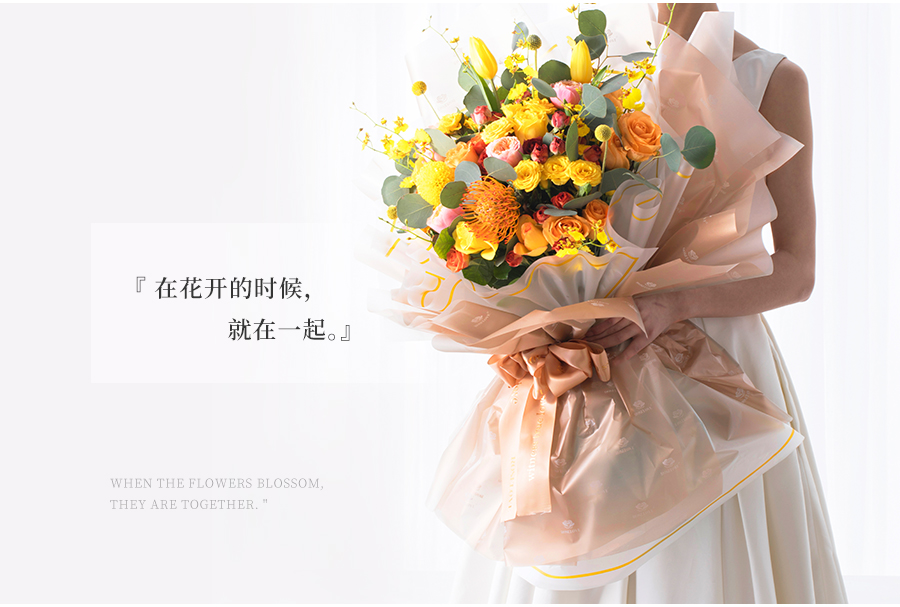 『 在花开的时候，
就在一起。』
WHEN THE FLOWERS BLOSSOM,
THEY ARE TOGETHER. "